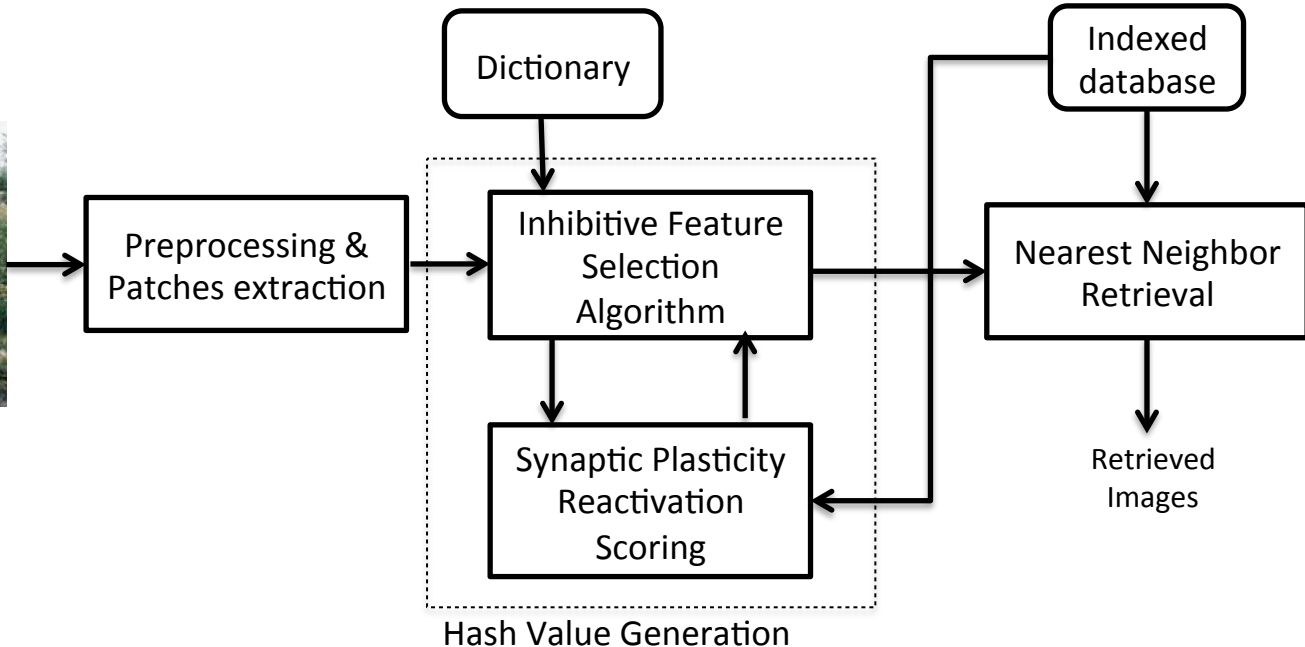 Dictionary
Indexed
database
Preprocessing &
Patches extraction
Inhibitive Feature
Selection
Algorithm
Nearest Neighbor
Retrieval
Synaptic Plasticity
Reactivation
Scoring
Retrieved
Images
Hash Value Generation